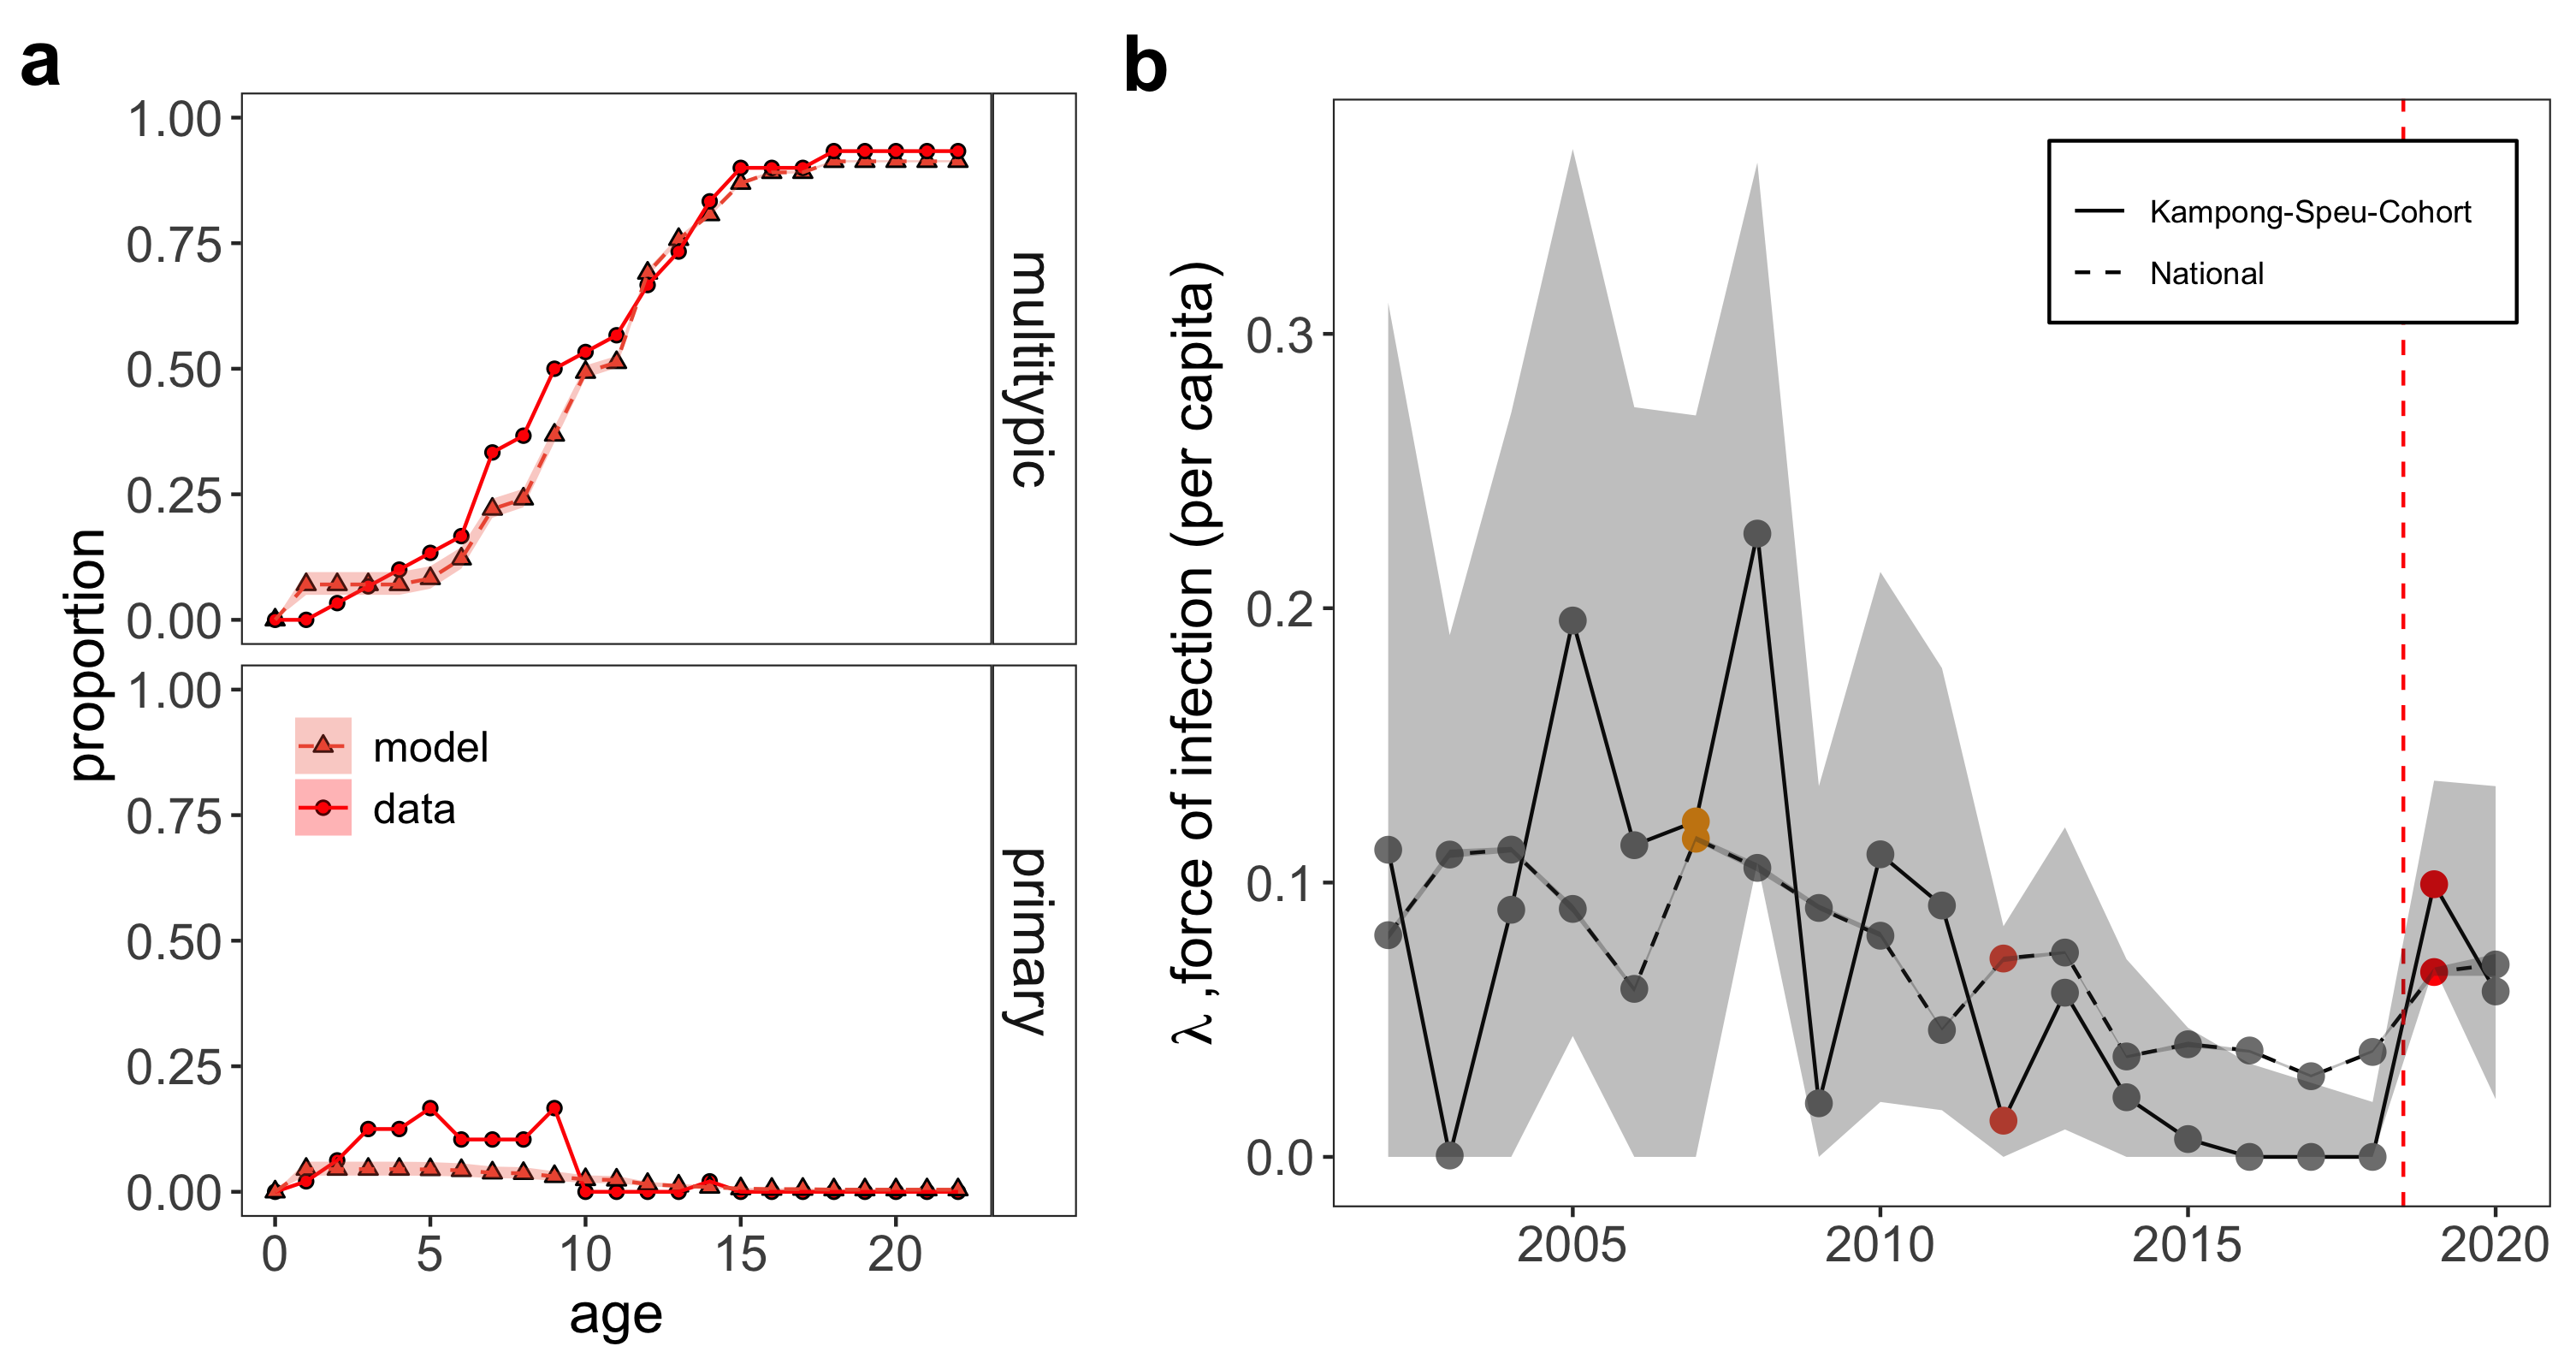 a
1.00
0.75
0.50
0.25
0.00
multitypic
1.00
0.75
0.50
0.25
0.00
primary
model
data
proportion
0
5
10
15
20
age
b
Kampong-Speu-Cohort
National
0.3
0.2
0.1
0.0
λ ,force of infection (per capita)
2005
2010
2015
2020